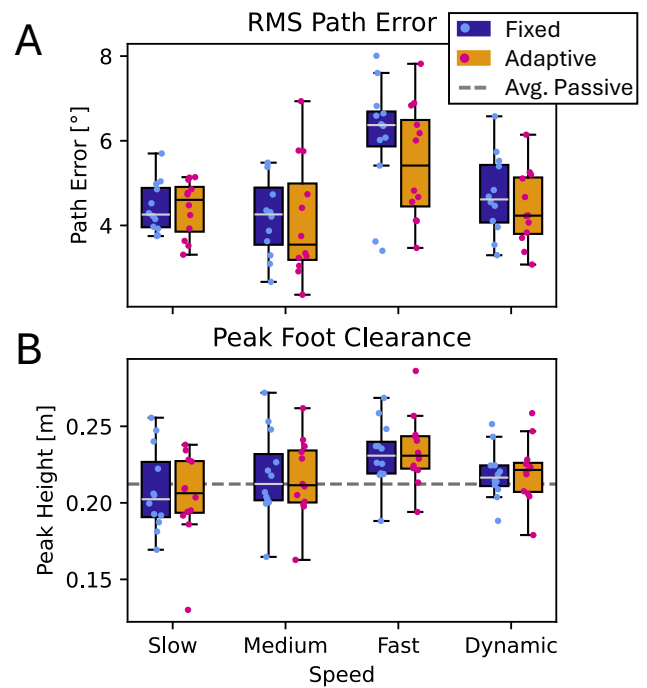 A
RMS Path Error
Fixed
Adaptive
Avg. Passive
Path Error [°]
8
6
4
B
Peak Foot Clearance
Peak Height [m]
0.25
0.20
0.15
Slow Medium Fast Dynamic
Speed